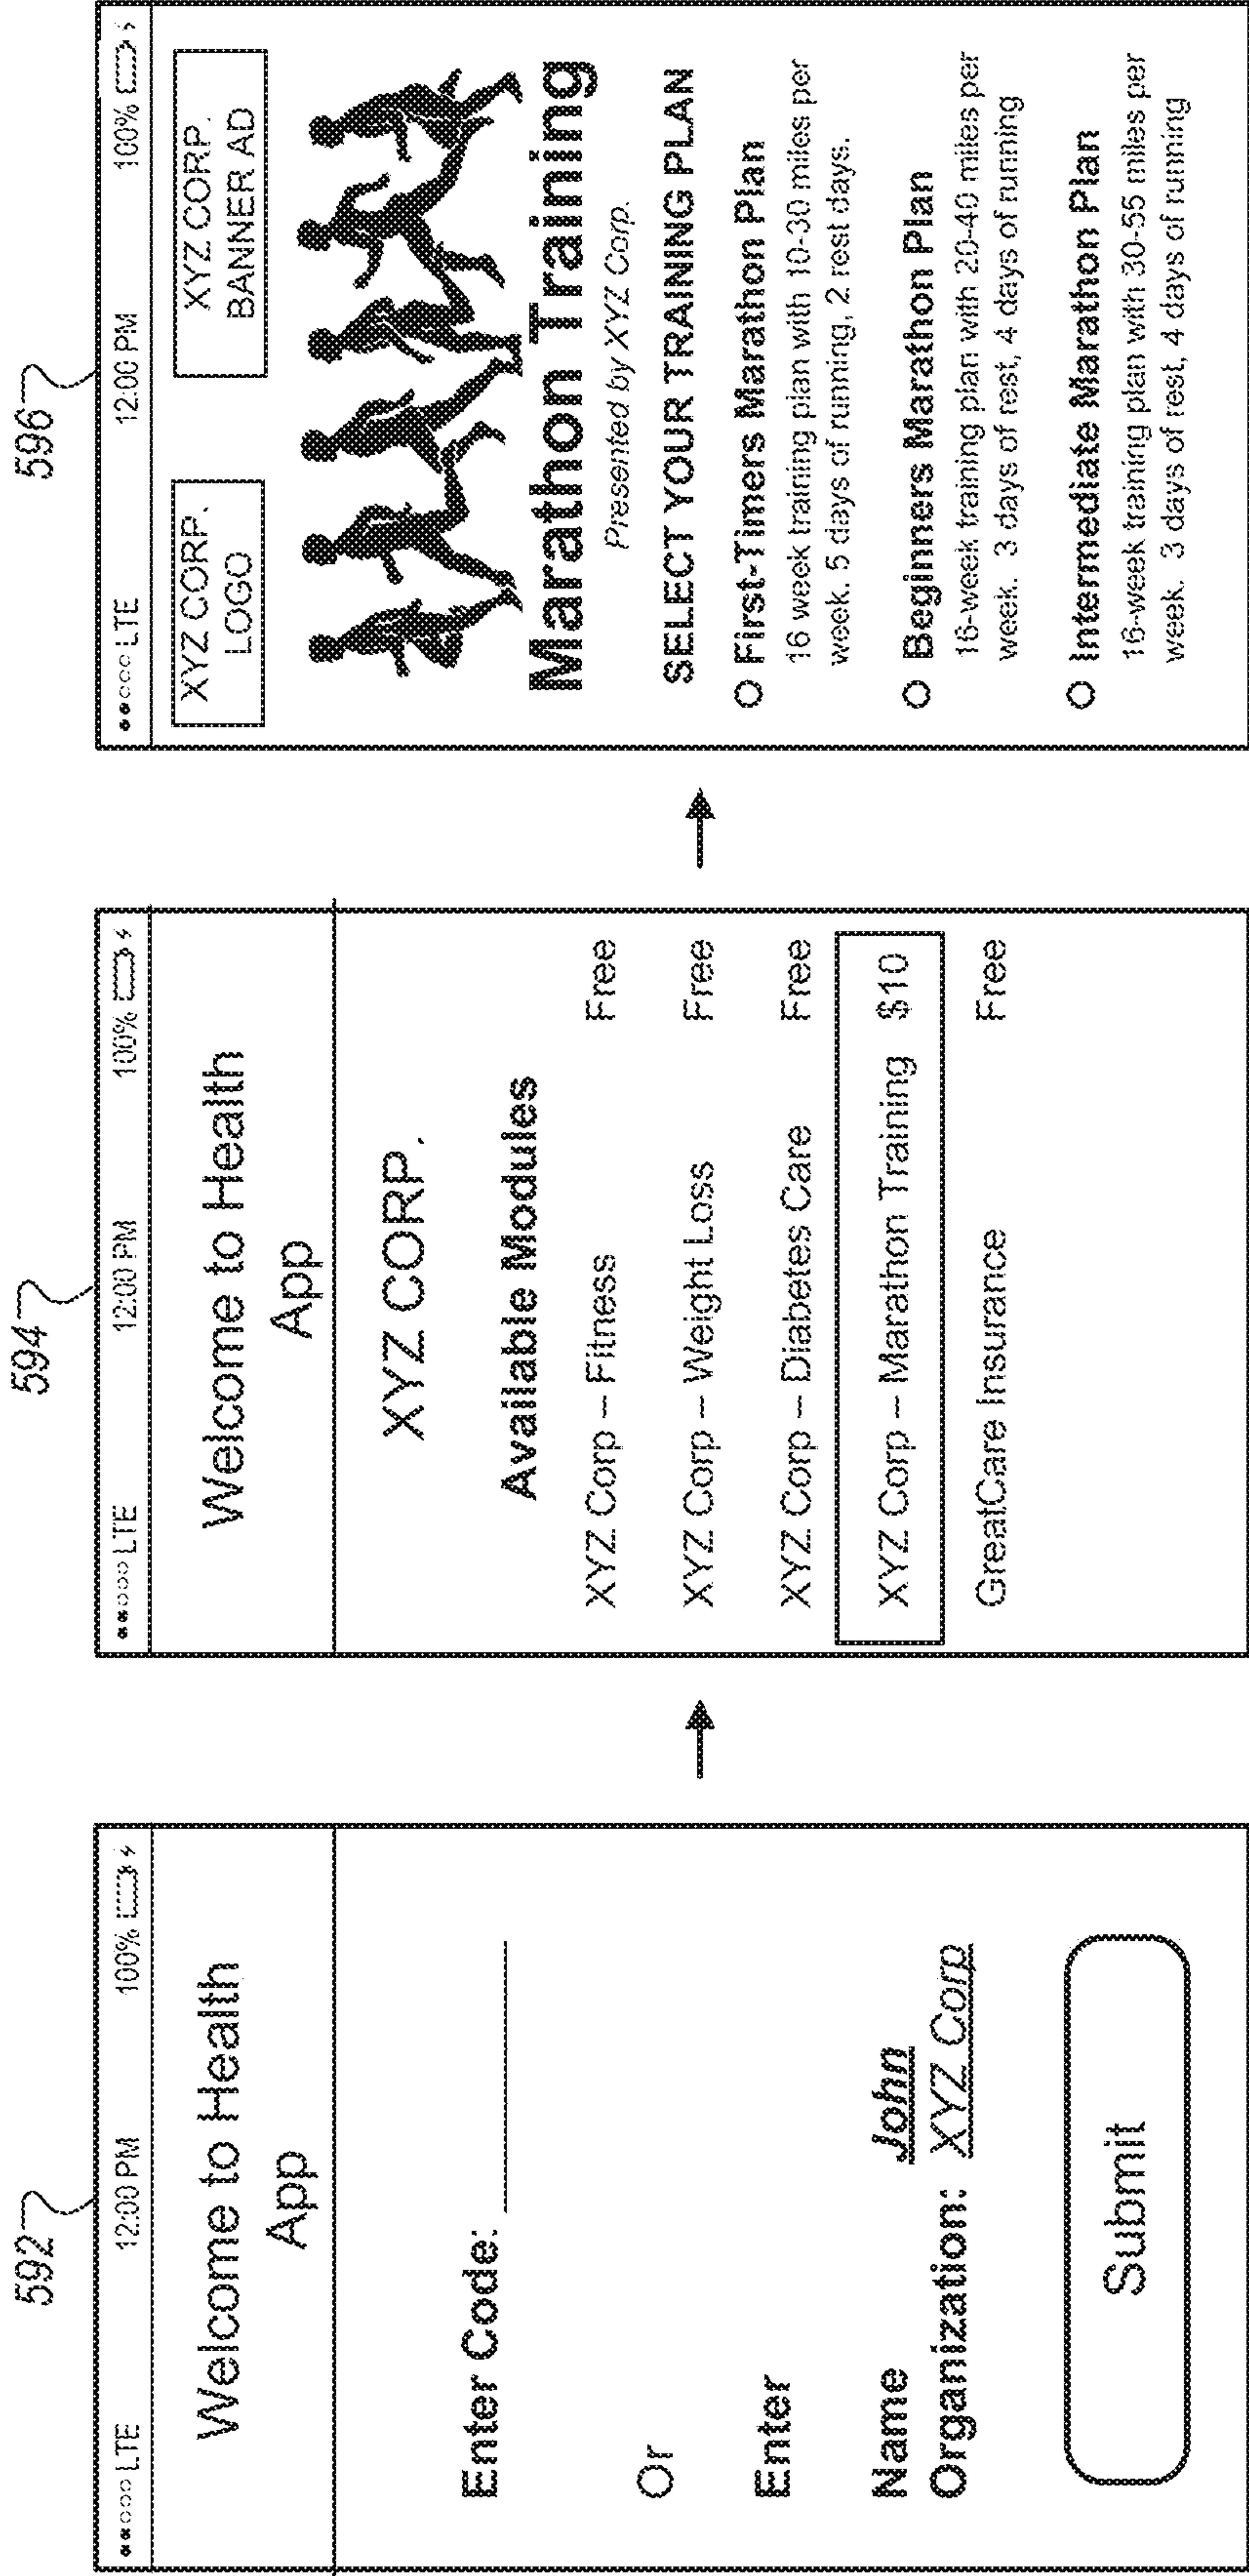 592
●●○○○ LTE 12:00 PM 100%
Welcome to Health
App
Enter Code: ____________
Or
Enter
Name John
Organization: XYZ Corp
Submit
594
●●○○○ LTE 12:00 PM 100%
Welcome to Health
App
XYZ CORP.
Available Modules
XYZ Corp – Fitness Free
XYZ Corp – Weight Loss Free
XYZ Corp – Diabetes Care Free
XYZ Corp – Marathon Training $10
GreatCare Insurance Free
596
●●○○○ LTE 12:00 PM 100%
XYZ CORP.
LOGO
XYZ CORP.
BANNER AD
Marathon Training
Presented by XYZ Corp.
SELECT YOUR TRAINING PLAN
First-Timers Marathon Plan
16 week training plan with 10-30 miles per
week. 5 days of running, 2 rest days.
Beginners Marathon Plan
16-week training plan with 20-40 miles per
week. 3 days of rest, 4 days of running
Intermediate Marathon Plan
16-week training plan with 30-55 miles per
week. 3 days of rest, 4 days of running